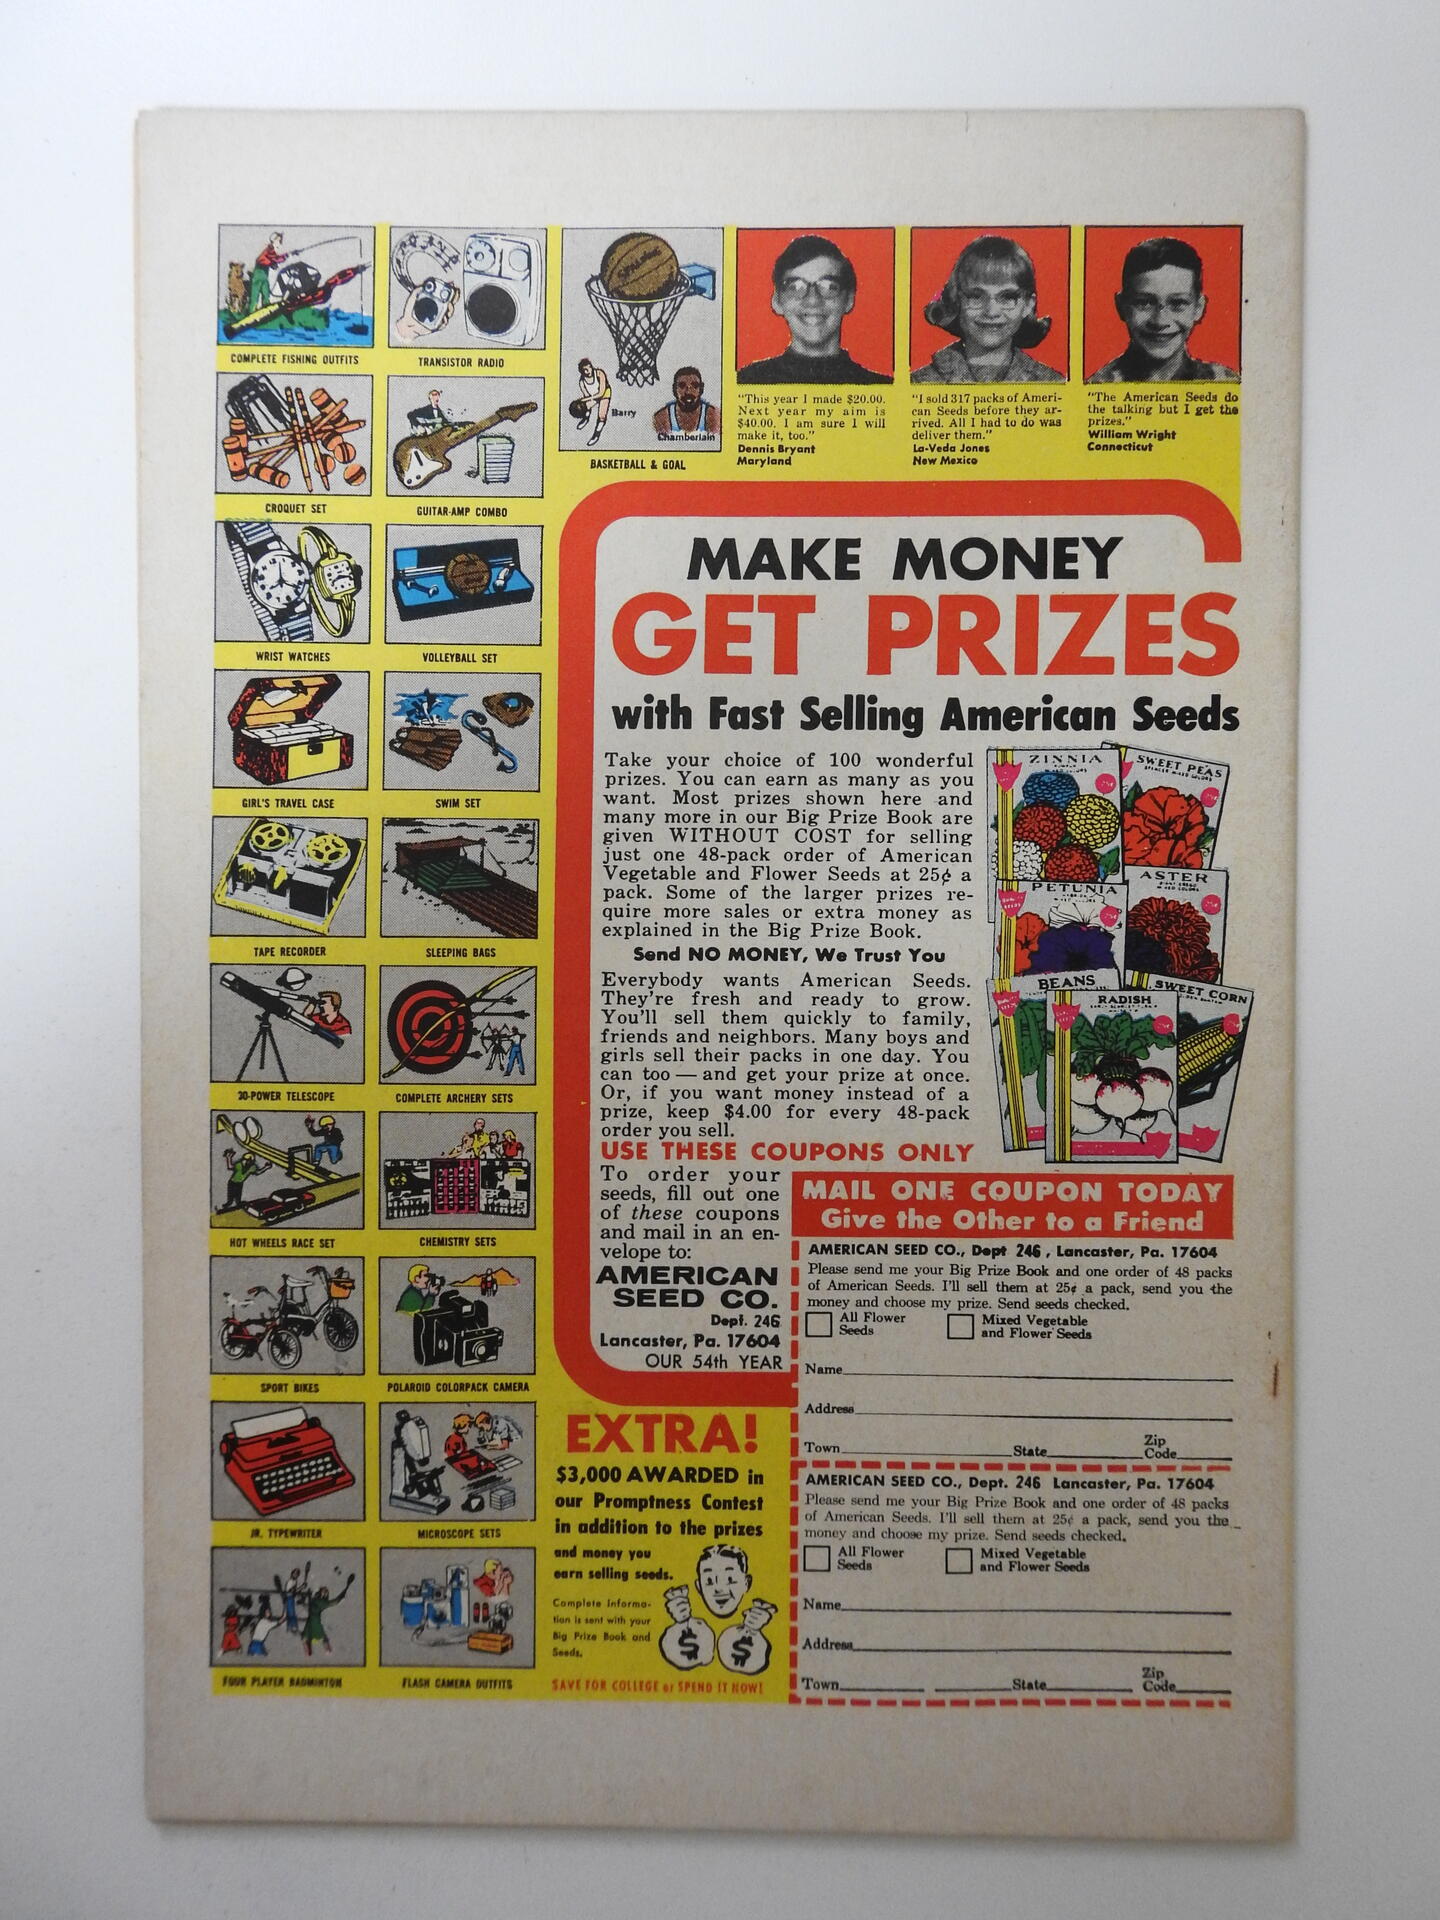 COMPLETE FISHING OUTFITS
TRANSISTOR RADIO
CROQUET SET
GUITAR-AMP COMBO
WRIST WATCHES
VOLLEYBALL SET
GIRL'S TRAVEL CASE
SWIM SET
TAPE RECORDER
SLEEPING BAGS
30-POWER TELESCOPE
COMPLETE ARCHERY SETS
HOT WHEELS RACE SET
CHEMISTRY SETS
SPORT BIKES
POLAROID COLORPACK CAMERA
JR. TYPEWRITER
MICROSCOPE SETS
FOUR PLAYER BADMINTON
FLASH CAMERA OUTFITS
SPALDING
Barry
Chamberlain
BASKETBALL & GOAL
"This year I made $20.00.
Next year my aim is
$40.00. I am sure I will
make it, too."
Dennis Bryant
Maryland
"I sold 317 packs of Ameri-
can Seeds before they ar-
rived. All I had to do was
deliver them."
La-Veda Jones
New Mexico
"The American Seeds do
the talking but I get the
prizes."
William Wright
Connecticut
MAKE MONEY
GET PRIZES
with Fast Selling American Seeds
Take your choice of 100 wonderful
prizes. You can earn as many as you
want. Most prizes shown here and
many more in our Big Prize Book are
given WITHOUT COST for selling
just one 48-pack order of American
Vegetable and Flower Seeds at 25¢ a
pack. Some of the larger prizes re-
quire more sales or extra money as
explained in the Big Prize Book.
Send NO MONEY, We Trust You
Everybody wants American Seeds.
They're fresh and ready to grow.
You'll sell them quickly to family,
friends and neighbors. Many boys and
girls sell their packs in one day. You
can too — and get your prize at once.
Or, if you want money instead of a
prize, keep $4.00 for every 48-pack
order you sell.
ZINNIA
SWEET PEAS
PETUNIA
ASTER
BEANS
RADISH
SWEET CORN
USE THESE COUPONS ONLY
To order your
seeds, fill out one
of these coupons
and mail in an en-
velope to:
AMERICAN
SEED CO.
Dept. 246
Lancaster, Pa. 17604
OUR 54th YEAR
EXTRA!
$3,000 AWARDED in
our Promptness Contest
in addition to the prizes
and money you
earn selling seeds.
Complete Informa-
tion is sent with your
Big Prize Book and
Seeds.
$ $
SAVE FOR COLLEGE or SPEND IT NOW!
MAIL ONE COUPON TODAY
Give the Other to a Friend
AMERICAN SEED CO., Dept 246, Lancaster, Pa. 17604
Please send me your Big Prize Book and one order of 48 packs
of American Seeds. I'll sell them at 25¢ a pack, send you the
money and choose my prize. Send seeds checked.
All Flower Seeds
Mixed Vegetable and Flower Seeds
Name
Address
Town State Zip Code
AMERICAN SEED CO., Dept. 246 Lancaster, Pa. 17604
Please send me your Big Prize Book and one order of 48 packs
of American Seeds. I'll sell them at 25¢ a pack, send you the
money and choose my prize. Send seeds checked.
All Flower Seeds
Mixed Vegetable and Flower Seeds
Name
Address
Town State Zip Code